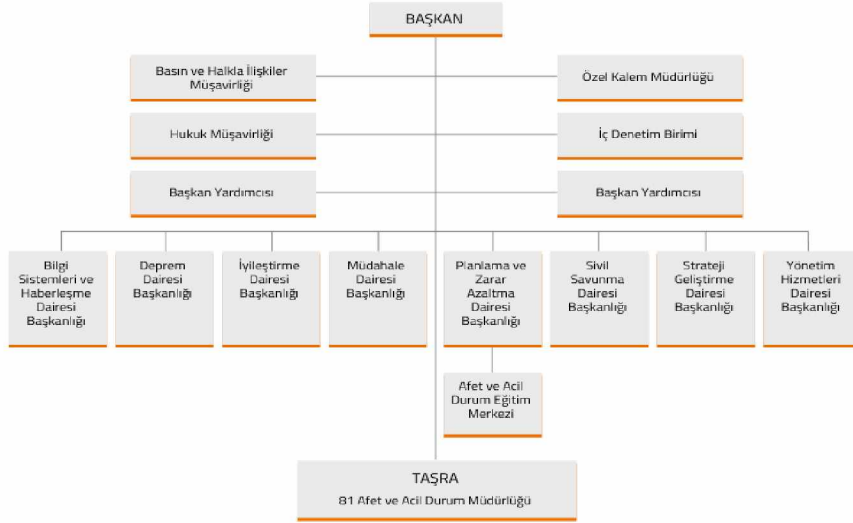 BAŞKAN
Basın ve Halkla İlişkiler
Müşavirliği
Özel Kalem Müdürlüğü
Hukuk Müşavirliği
İç Denetim Birimi
Başkan Yardımcısı
Başkan Yardımcısı
Bilgi
Sistemleri ve
Haberleşme
Dairesi
Başkanlığı
Deprem
Dairesi
Başkanlığı
İyileştirme
Dairesi
Başkanlığı
Müdahale
Dairesi
Başkanlığı
Planlama ve
Zarar
Azaltma
Dairesi
Başkanlığı
Sivil
Savunma
Dairesi
Başkanlığı
Strateji
Geliştirme
Dairesi
Başkanlığı
Yönetim
Hizmetleri
Dairesi
Başkanlığı
Afet ve Acil
Durum Eğitim
Merkezi
TAŞRA
81 Afet ve Acil Durum Müdürlüğü